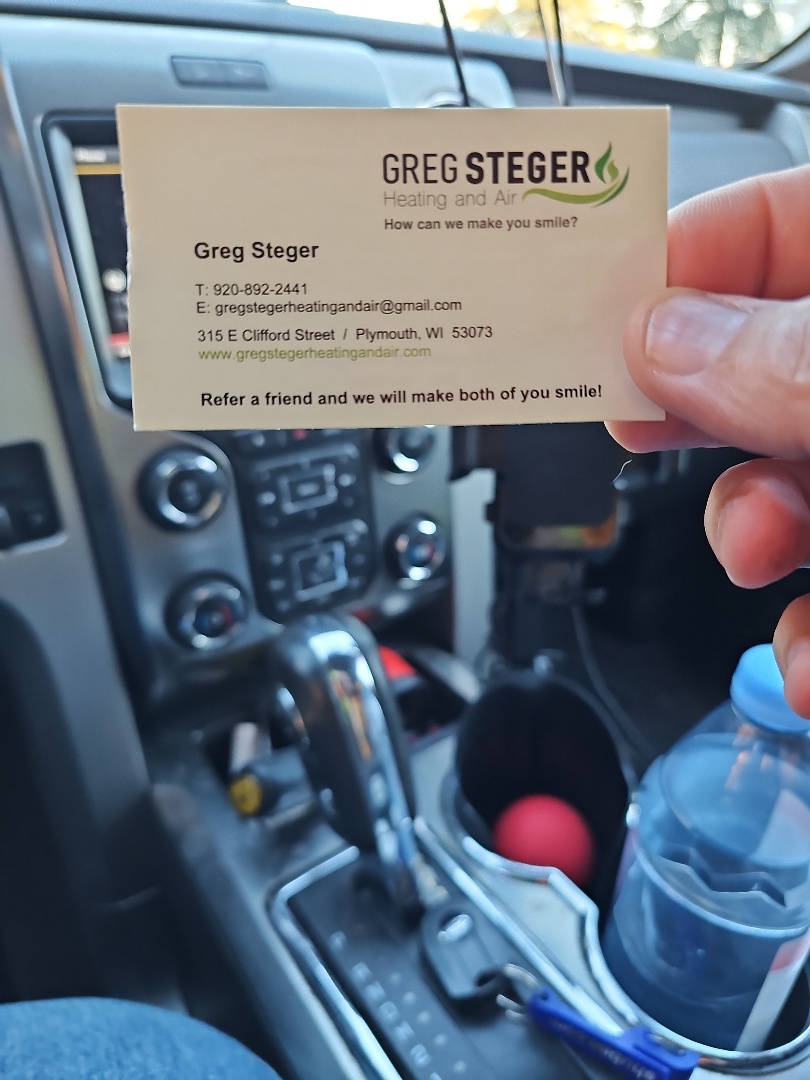 GREG STEGER
Heating and Air
How can we make you smile?
Greg Steger
T: 920-892-2441
E: gregstegerheatingandair@gmail.com
315 E Clifford Street / Plymouth, WI 53073
www.gregstegerheatingandair.com
Refer a friend and we will make both of you smile!